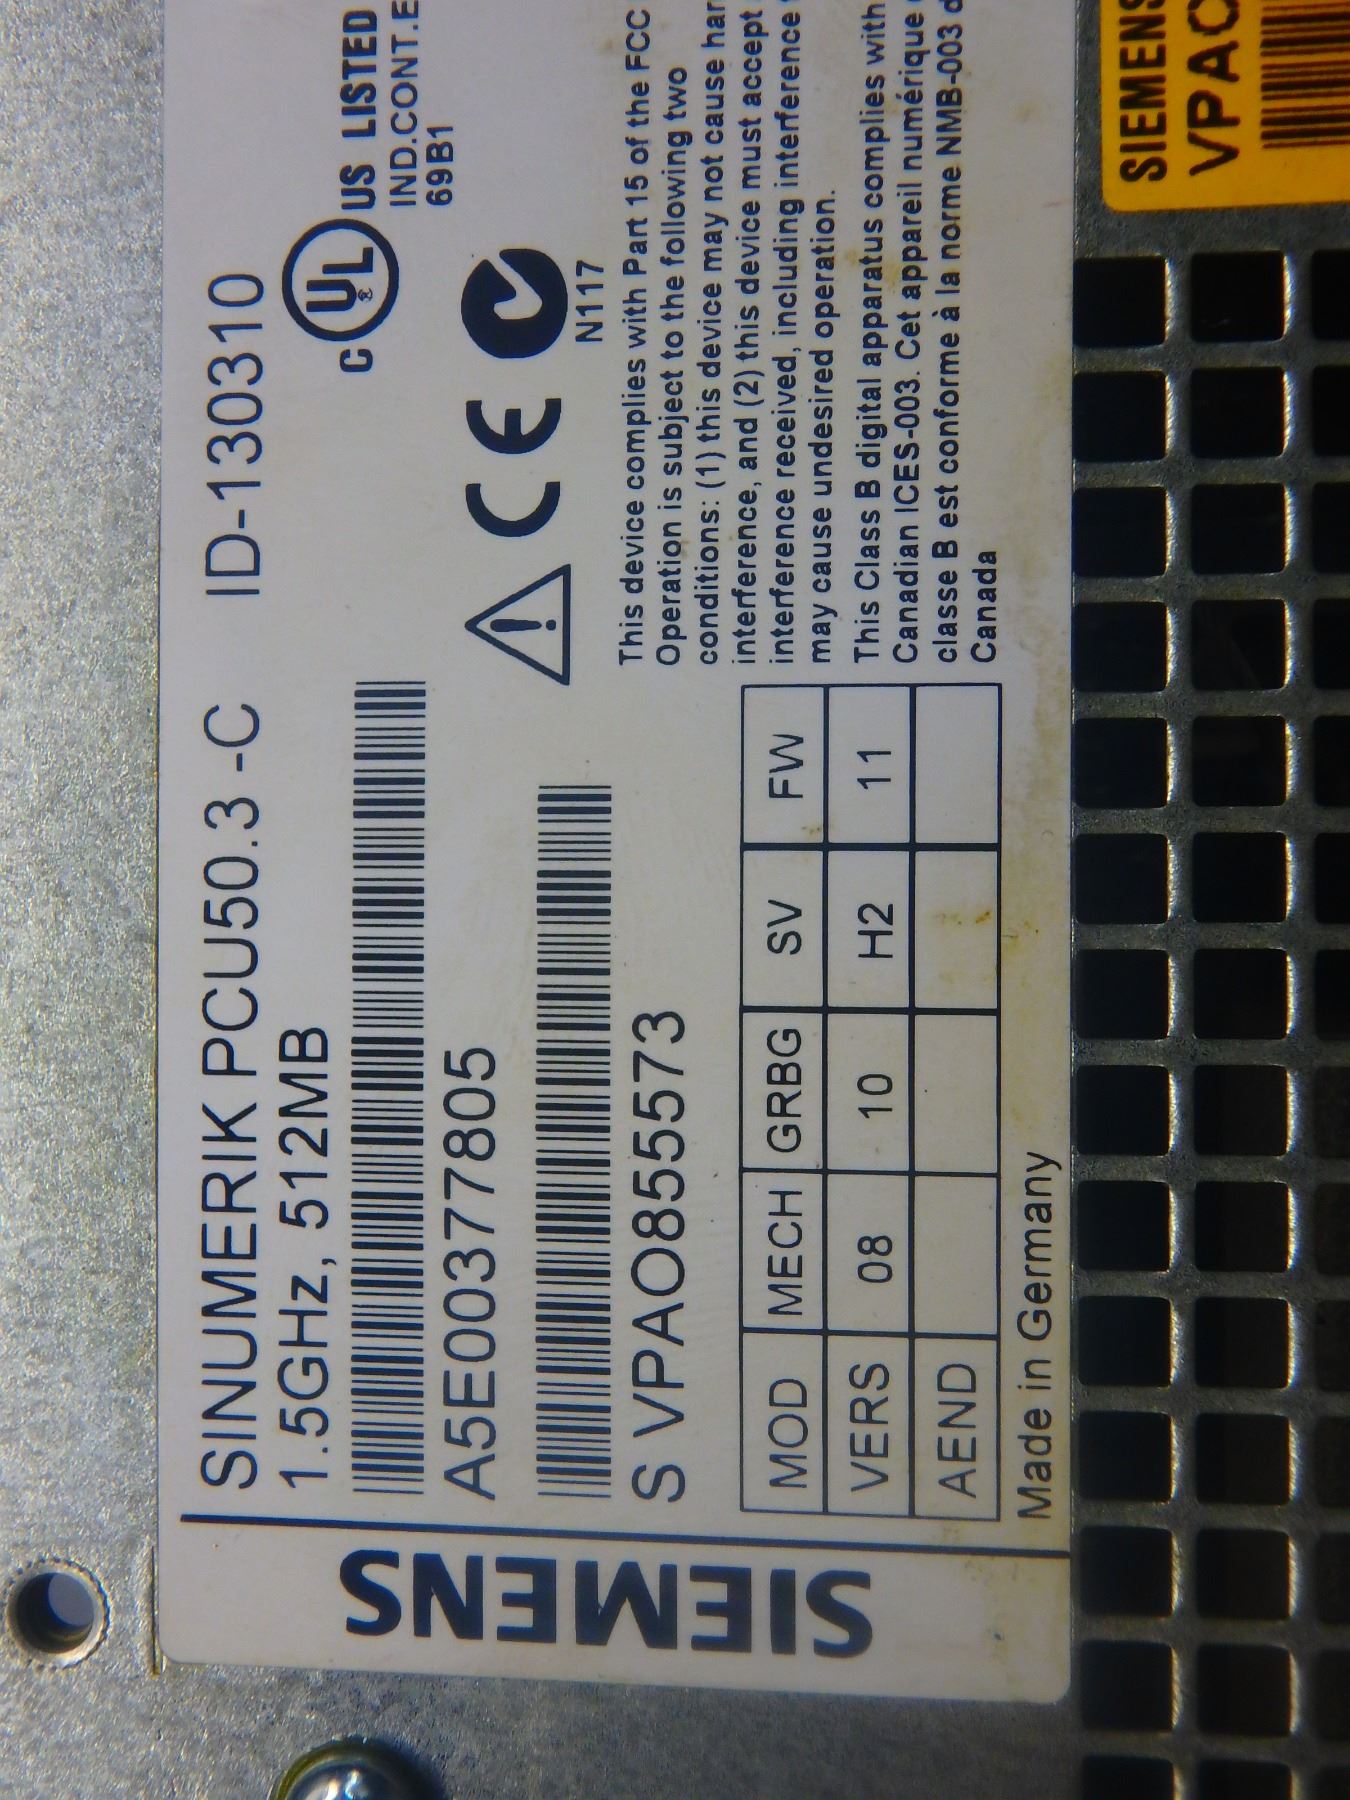 SIEMENS
SINUMERIK PCU50.3 -C ID-130310
1.5GHz, 512MB
A5E00377805
S VPAO855573
MOD MECH GRBG SV FW
VERS 08 10 H2 11
AEND
Made in Germany
C UL ® US LISTED
IND.CONT.E
69B1
CE
N117
This device complies with Part 15 of the FCC
Operation is subject to the following two
conditions: (1) this device may not cause har
interference, and (2) this device must accept
interference received, including interference
may cause undesired operation.
This Class B digital apparatus complies with
Canadian ICES-003. Cet appareil numérique
classe B est conforme à la norme NMB-003 d
Canada
SIEMENS
VPAO